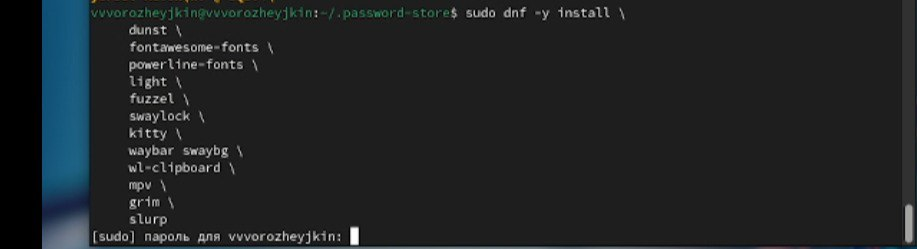 vvvorozheyjkin@vvvorozheyjkin:~/.password-store$ sudo dnf -y install \
dunst \
fontawesome-fonts \
powerline-fonts \
light \
fuzzel \
swaylock \
kitty \
waybar swaybg \
wl-clipboard \
mpv \
grim \
slurp
[sudo] пароль для vvvorozheyjkin: